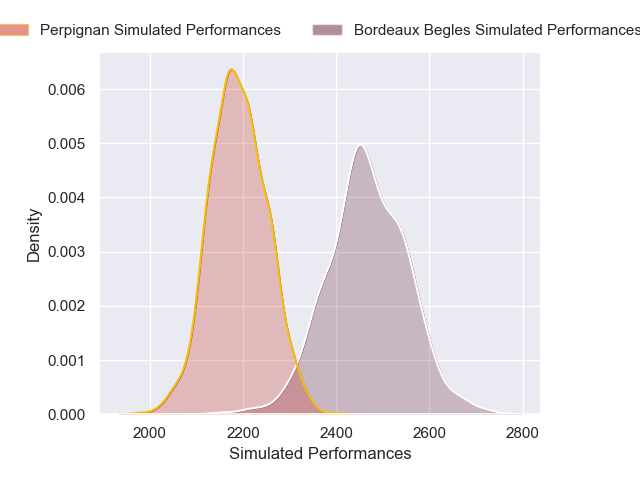 Perpignan Simulated Performances
Bordeaux Begles Simulated Performances
0.006
0.005
0.004
0.003
0.002
0.001
0.000
Density
2000 2200 2400 2600 2800
Simulated Performances